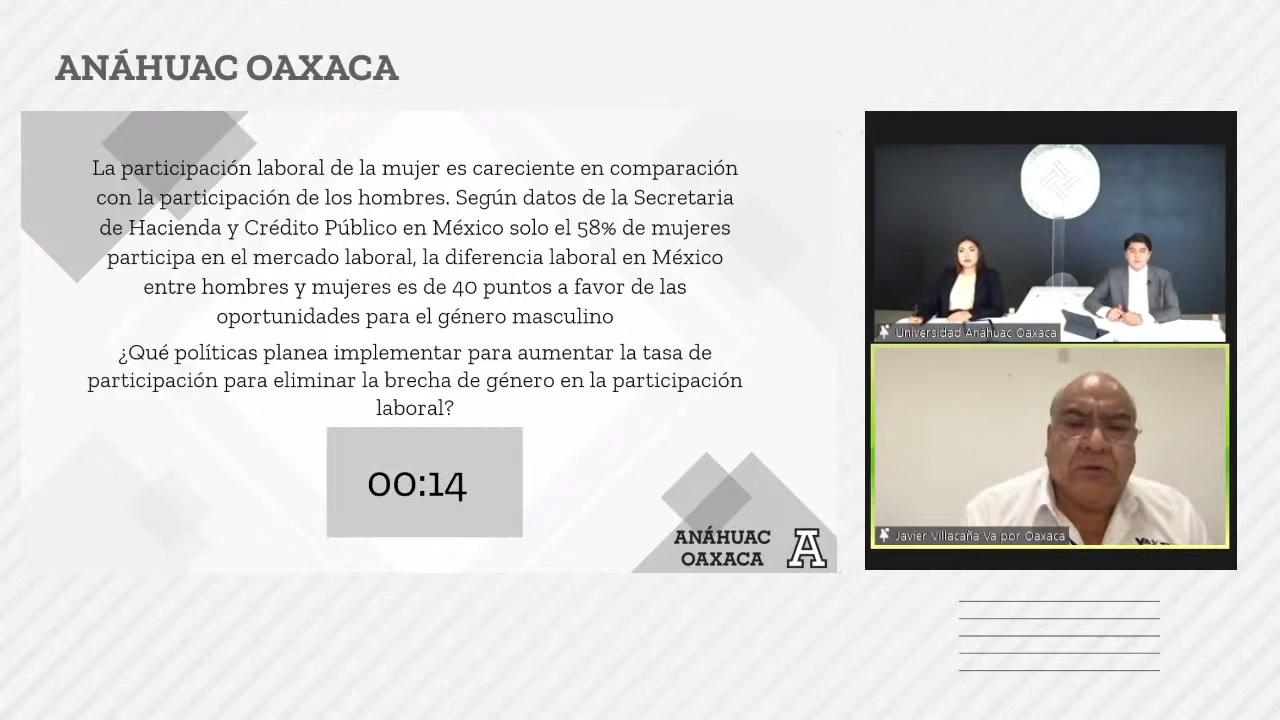 ANÁHUAC OAXACA
La participación laboral de la mujer es careciente en comparación
con la participación de los hombres. Según datos de la Secretaria
de Hacienda y Crédito Público en México solo el 58% de mujeres
participa en el mercado laboral, la diferencia laboral en México
entre hombres y mujeres es de 40 puntos a favor de las
oportunidades para el género masculino
¿Qué políticas planea implementar para aumentar la tasa de
participación para eliminar la brecha de género en la participación
laboral?
00:14
ANÁHUAC
OAXACA
A
Universidad Anahuac Oaxaca
Javier Villacaña Va por Oaxaca